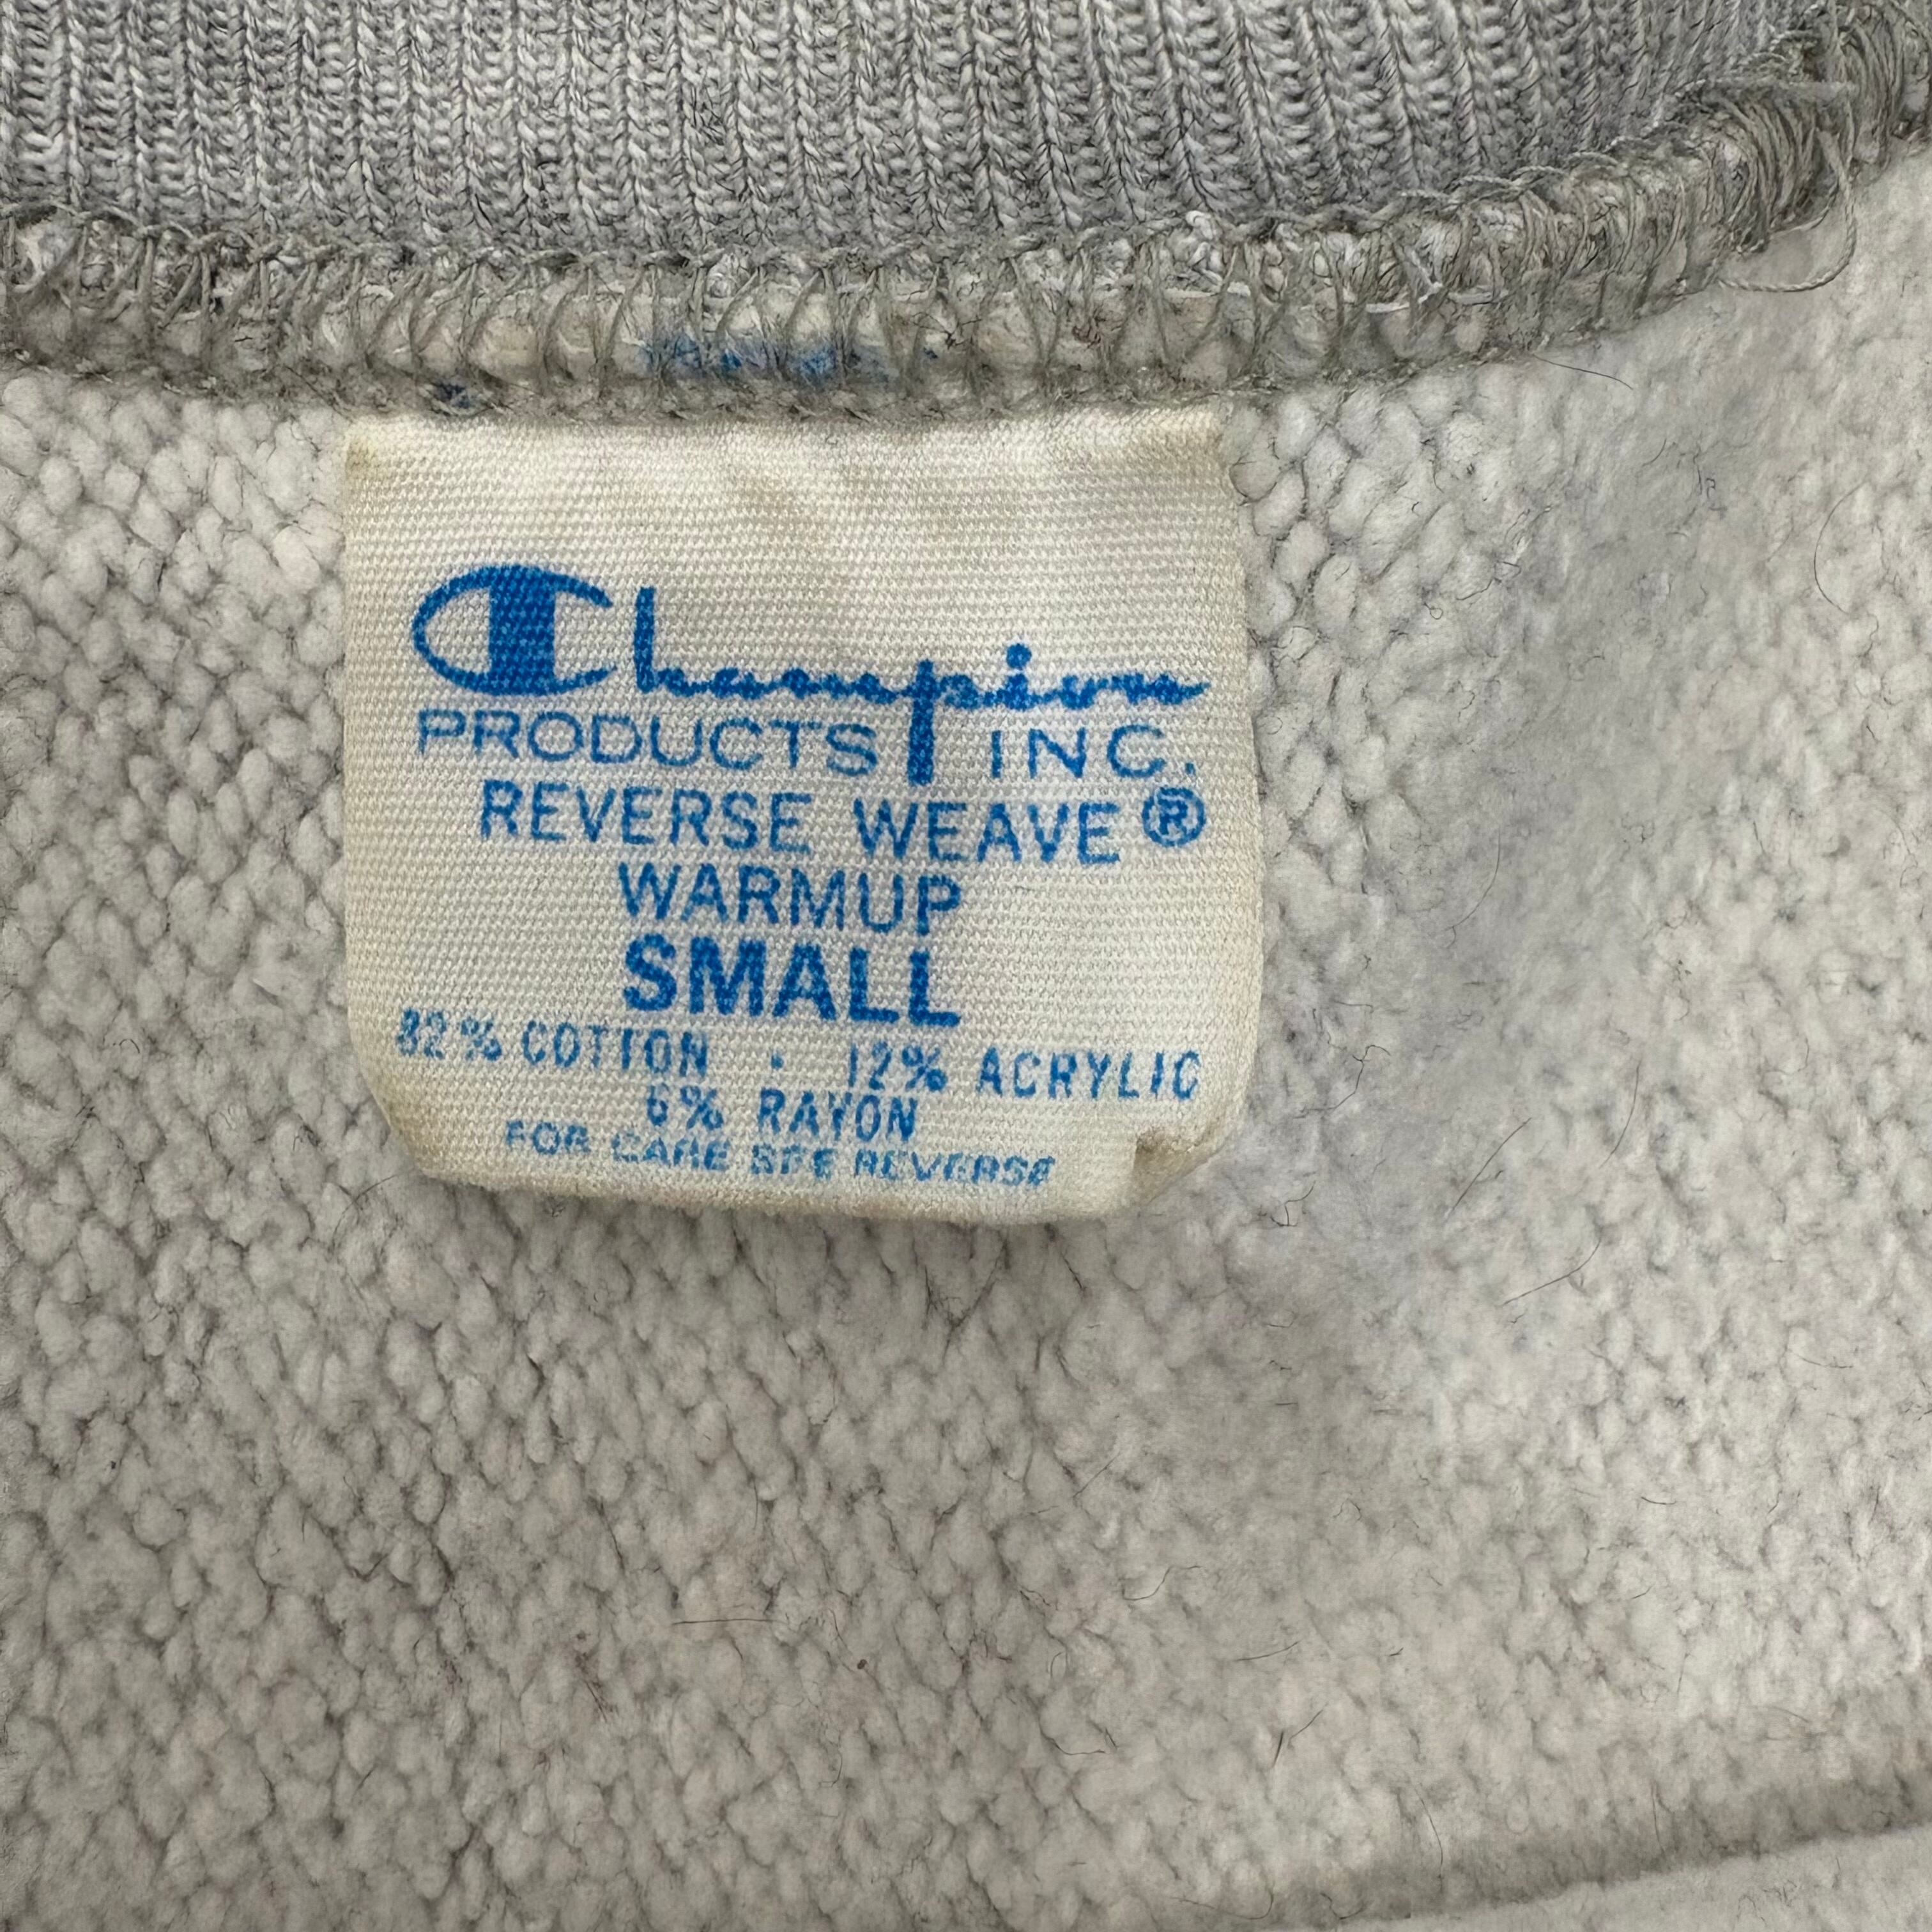 Champion
PRODUCTS INC.
REVERSE WEAVE®
WARMUP
SMALL
82% COTTON · 12% ACRYLIC
6% RAYON
FOR CARE SEE REVERSE